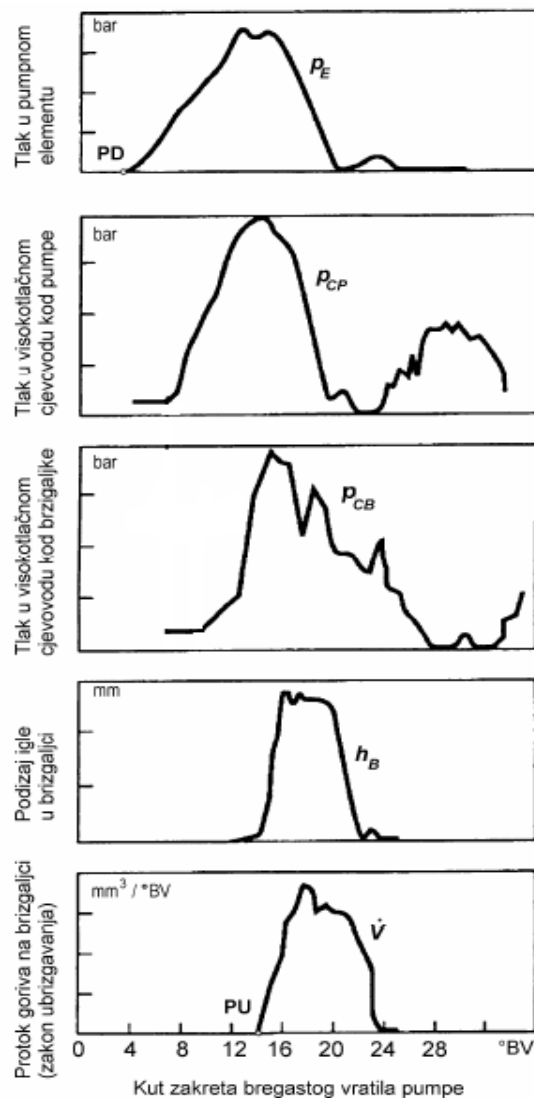 Tlak u pumpnom
elementu
bar
p_E
PD
Tlak u visokotlačnom
cjevcvodu kod pumpe
bar
p_CP
Tlak u visokotlačnom
cjevovodu kod brzigaljke
bar
p_CB
Podizaj igle
u brizgaljci
mm
h_B
Protok goriva na brizgaljci
(zakon ubrizgavanja)
mm³ / °BV
V̇
PU
0 4 8 12 16 20 24 28 °BV
Kut zakreta bregastog vratila pumpe